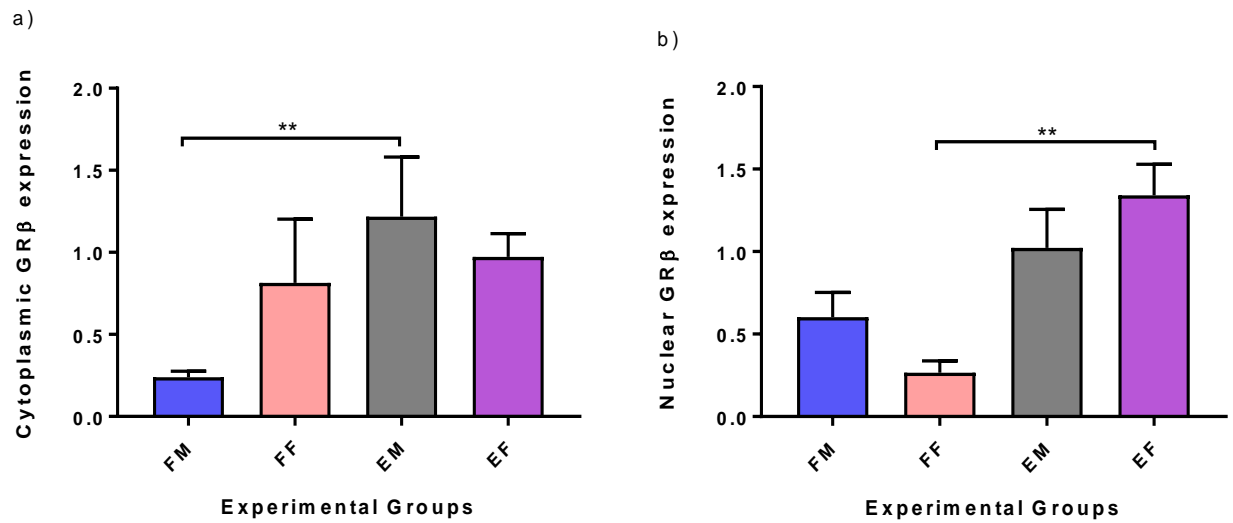 a)
Cytoplasmic GRβ expression
2.0
1.5
1.0
0.5
0.0
**
FM
FF
EM
EF
Experimental Groups
b)
Nuclear GRβ expression
2.0
1.5
1.0
0.5
0.0
**
FM
FF
EM
EF
Experimental Groups